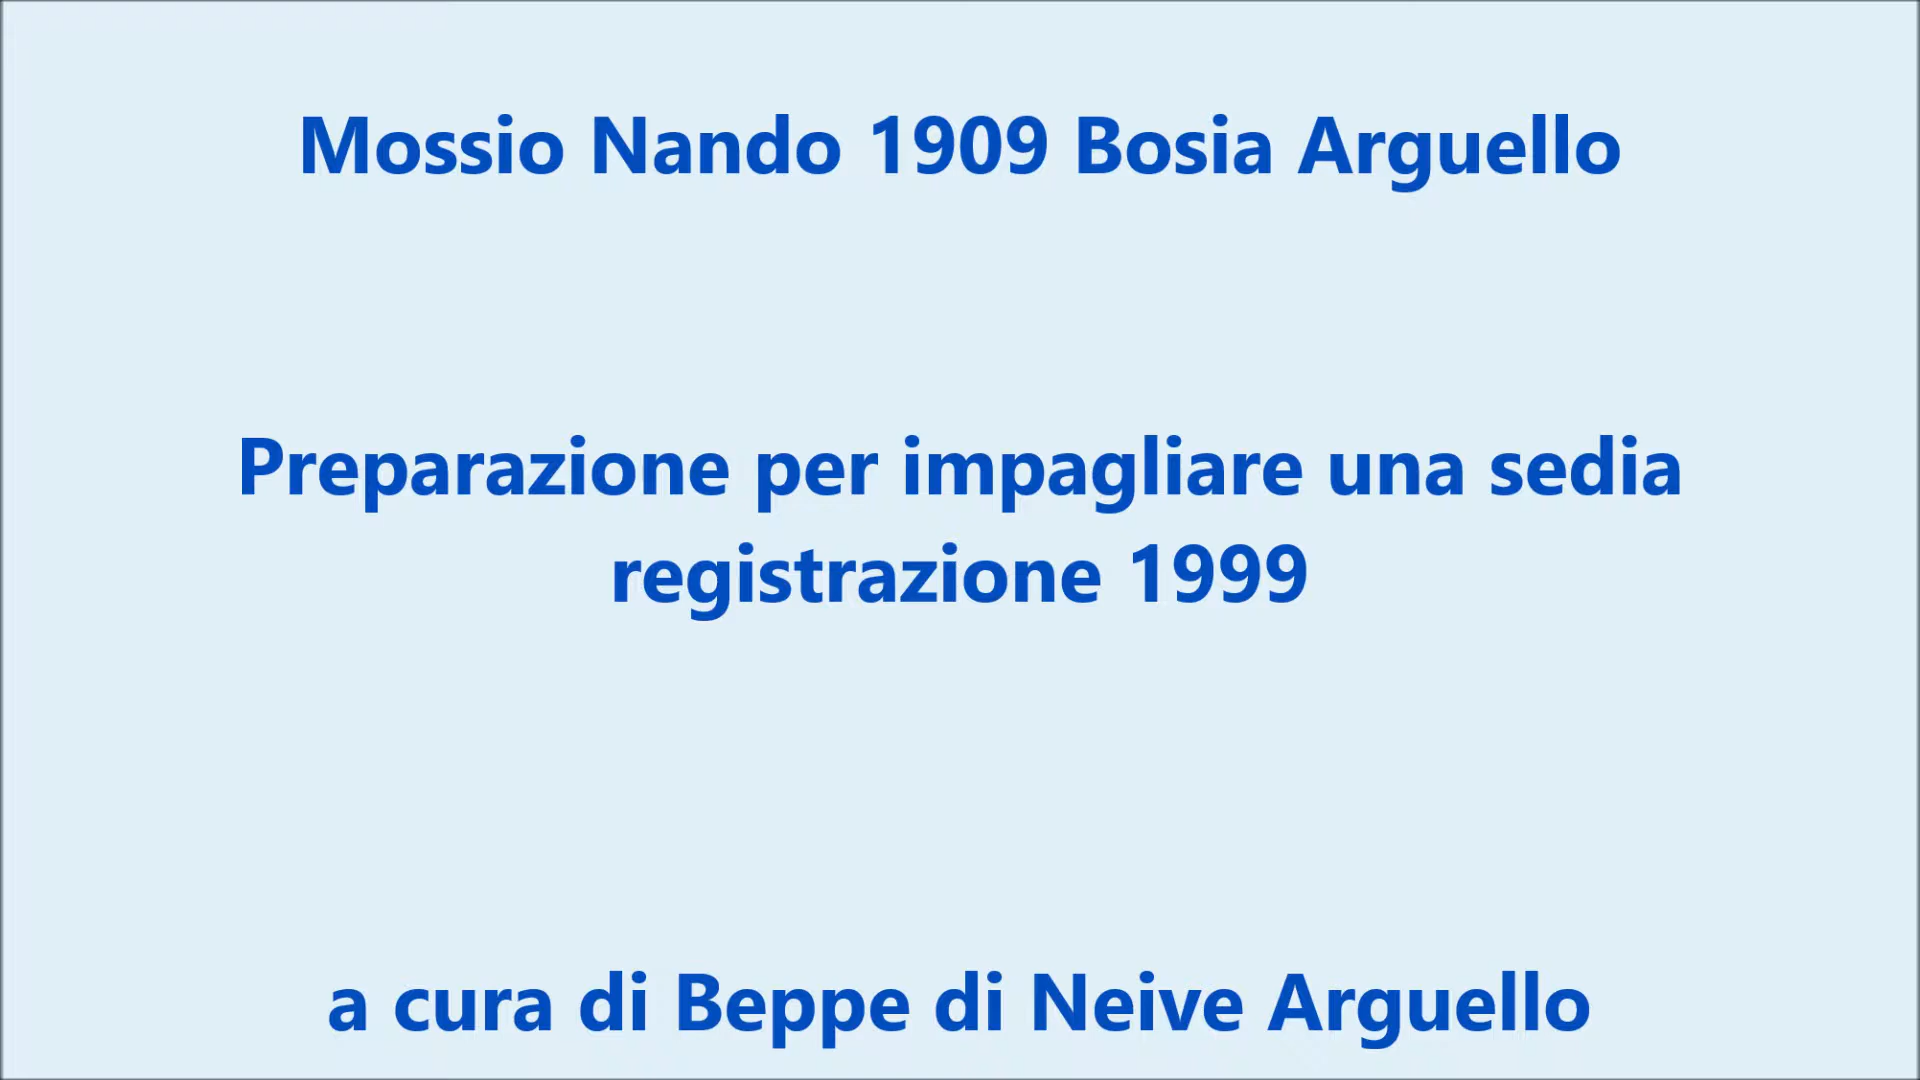 Mossio Nando 1909 Bosia Arguello
Preparazione per impagliare una sedia
registrazione 1999
a cura di Beppe di Neive Arguello